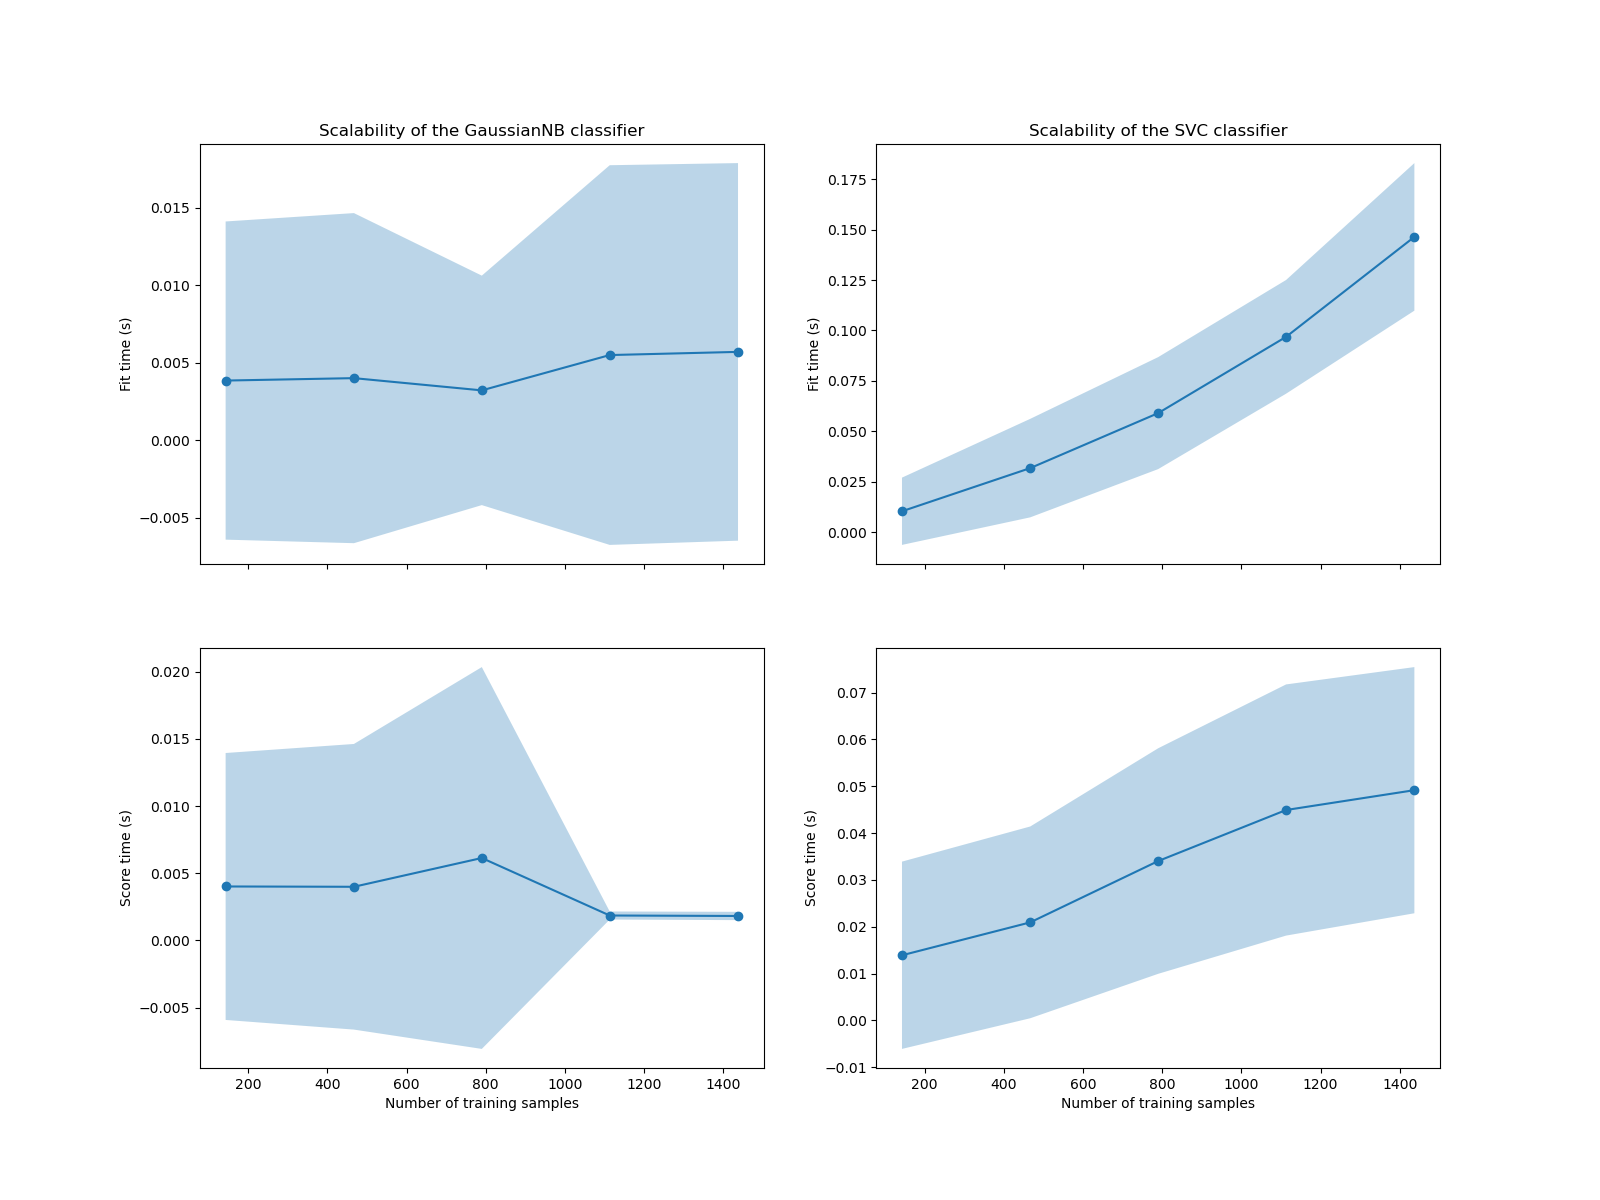 Scalability of the GaussianNB classifier
Scalability of the SVC classifier
Fit time (s)
0.015
0.010
0.005
0.000
−0.005
Fit time (s)
0.175
0.150
0.125
0.100
0.075
0.050
0.025
0.000
Score time (s)
0.020
0.015
0.010
0.005
0.000
−0.005
200 400 600 800 1000 1200 1400
Number of training samples
Score time (s)
0.07
0.06
0.05
0.04
0.03
0.02
0.01
0.00
−0.01
200 400 600 800 1000 1200 1400
Number of training samples